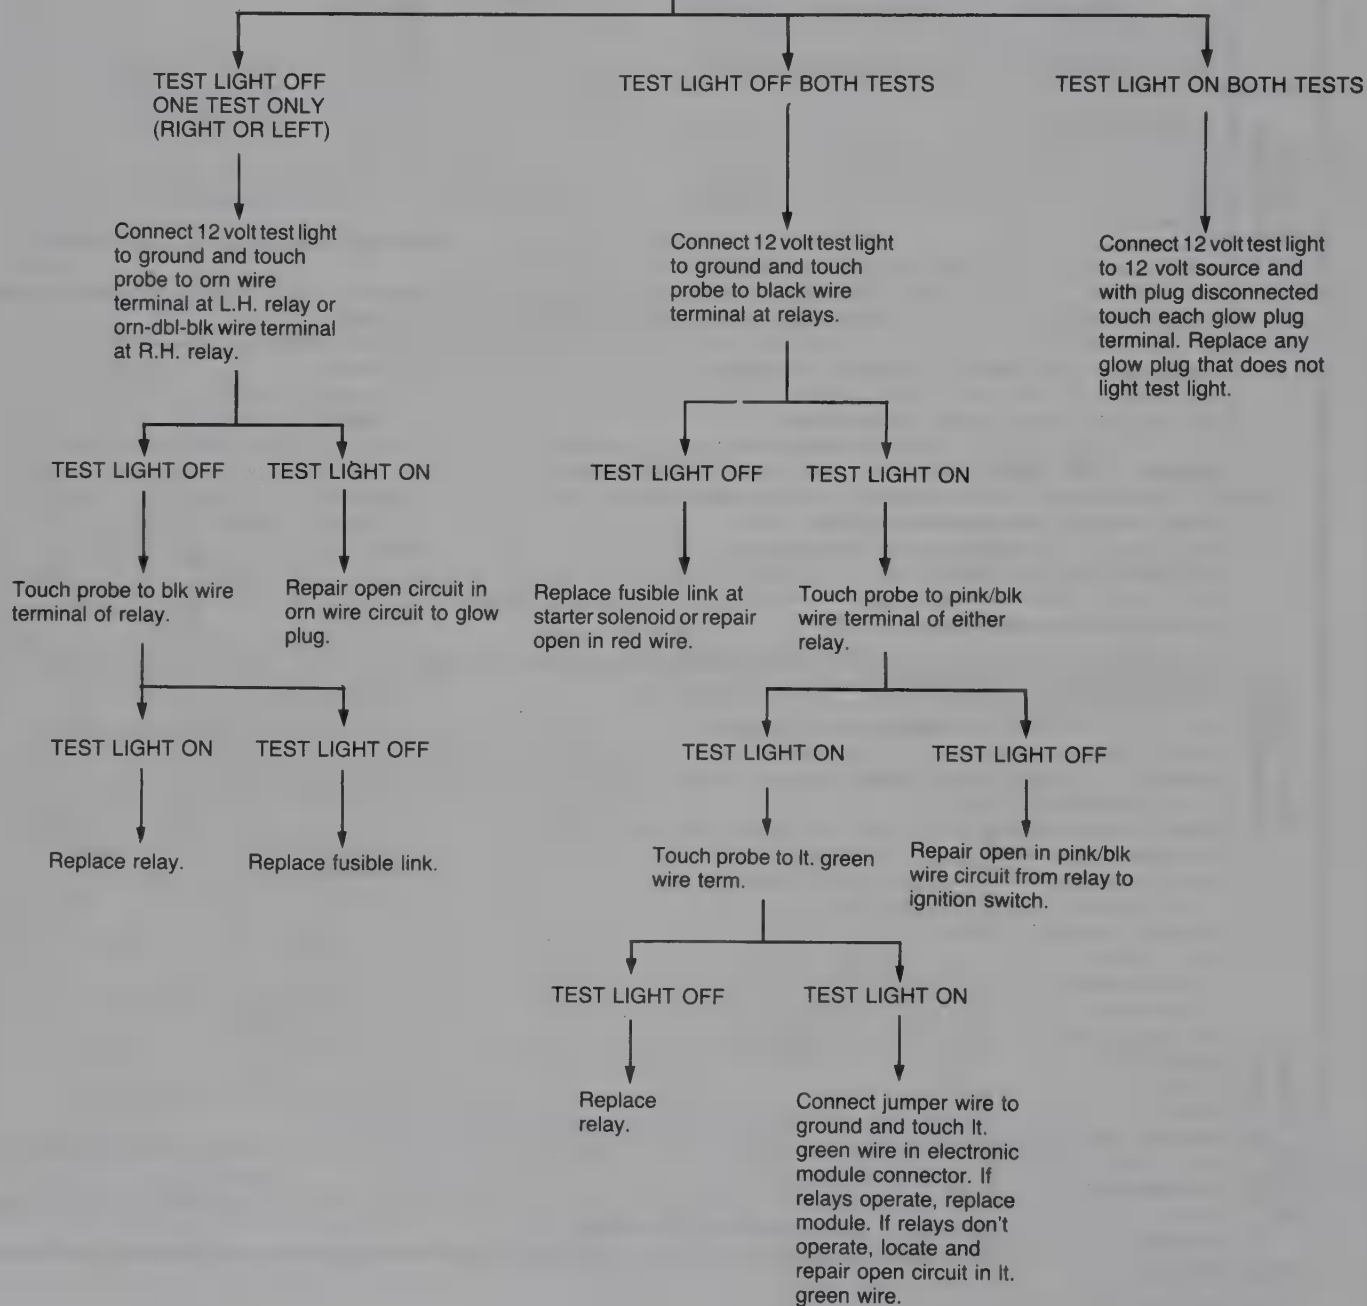 TEST LIGHT OFF
ONE TEST ONLY
(RIGHT OR LEFT)
TEST LIGHT OFF BOTH TESTS
TEST LIGHT ON BOTH TESTS
Connect 12 volt test light
to ground and touch
probe to orn wire
terminal at L.H. relay or
orn-dbl-blk wire terminal
at R.H. relay.
Connect 12 volt test light
to ground and touch
probe to black wire
terminal at relays.
Connect 12 volt test light
to 12 volt source and
with plug disconnected
touch each glow plug
terminal. Replace any
glow plug that does not
light test light.
TEST LIGHT OFF
TEST LIGHT ON
TEST LIGHT OFF
TEST LIGHT ON
Touch probe to blk wire
terminal of relay.
Repair open circuit in
orn wire circuit to glow
plug.
Replace fusible link at
starter solenoid or repair
open in red wire.
Touch probe to pink/blk
wire terminal of either
relay.
TEST LIGHT ON
TEST LIGHT OFF
TEST LIGHT ON
TEST LIGHT OFF
Replace relay.
Replace fusible link.
Touch probe to lt. green
wire term.
Repair open in pink/blk
wire circuit from relay to
ignition switch.
TEST LIGHT OFF
TEST LIGHT ON
Replace
relay.
Connect jumper wire to
ground and touch lt.
green wire in electronic
module connector. If
relays operate, replace
module. If relays don't
operate, locate and
repair open circuit in lt.
green wire.